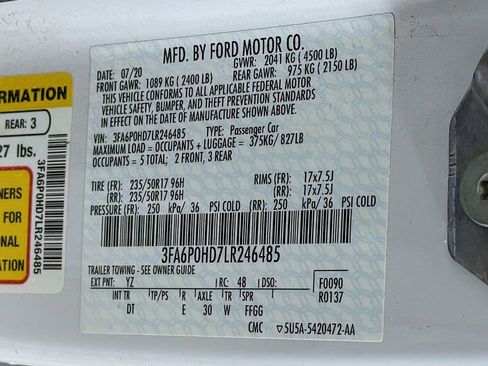 MFD. BY FORD MOTOR CO.
DATE: 07/20 GVWR: 2041 KG ( 4500 LB)
FRONT GAWR: 1089 KG ( 2400 LB) REAR GAWR: 975 KG ( 2150 LB)
THIS VEHICLE CONFORMS TO ALL APPLICABLE FEDERAL MOTOR
VEHICLE SAFETY, BUMPER, AND THEFT PREVENTION STANDARDS
IN EFFECT ON THE DATE OF MANUFACTURE SHOWN ABOVE.
VIN: 3FA6P0HD7LR246485 TYPE: Passenger Car
MAXIMUM LOAD = OCCUPANTS + LUGGAGE = 375KG/ 827LB
OCCUPANTS = 5 TOTAL; 2 FRONT, 3 REAR
TIRE (FR): 235/50R17 96H RIMS (FR): 17x7.5J
(RR): 235/50R17 96H (RR): 17x7.5J
PRESSURE (FR): 250 kPa/ 36 PSI COLD (RR): 250 kPa/ 36 PSI COLD
3FA6P0HD7LR246485
TRAILER TOWING - SEE OWNER GUIDE
EXT PNT: YZ RC: 48 DSO: F0090
R0137
INT TR TP/PS R AXLE TR SPR
DT E 30 W FFGG
CMC 5U5A-5420472-AA
FORMATION
REAR: 3
27 lbs.
NERS
FOR
ONAL
TION
3FA6P0HD7LR246485